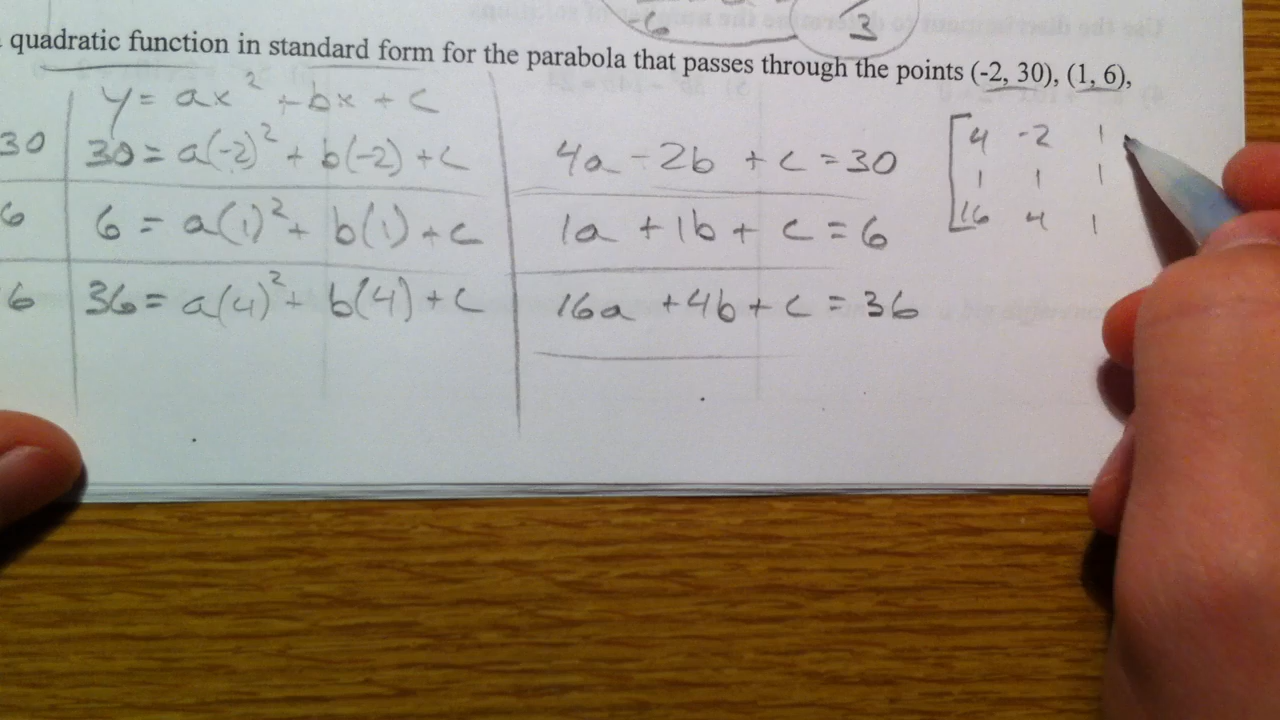 -6 3
quadratic function in standard form for the parabola that passes through the points (-2, 30), (1, 6),
y = ax² + bx + c
30 30 = a(-2)² + b(-2) + c 4a - 2b + c = 30
6 6 = a(1)² + b(1) + c 1a + 1b + c = 6
6 36 = a(4)² + b(4) + c 16a + 4b + c = 36
4 -2 1
1 1 1
16 4 1